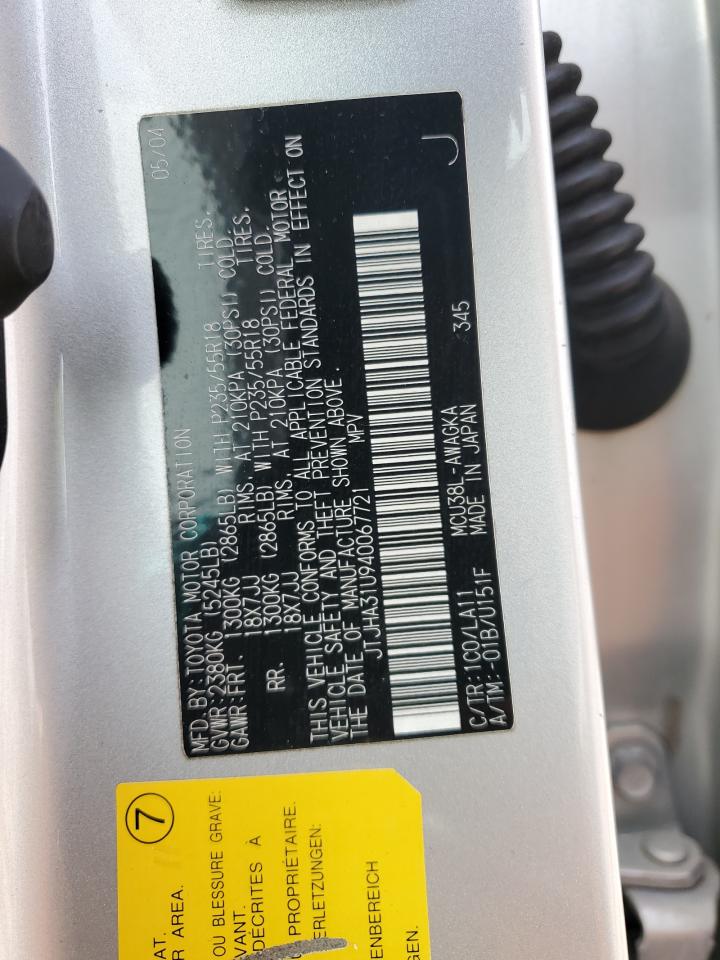 MFD. BY: TOYOTA MOTOR CORPORATION 05/04
GVWR: 2380KG (5245LB)
GAWR: FRT. 1300KG (2865LB) WITH P235/55R18 TIRES,
18X7JJ RIMS, AT 210KPA (30PSI) COLD.
RR. 1300KG (2865LB) WITH P235/55R18 TIRES,
18X7JJ RIMS, AT 210KPA (30PSI) COLD.
THIS VEHICLE CONFORMS TO ALL APPLICABLE FEDERAL MOTOR
VEHICLE SAFETY AND THEFT PREVENTION STANDARDS IN EFFECT ON
THE DATE OF MANUFACTURE SHOWN ABOVE.
JTJHA31U940067721 MPV
C/TR: 1C0/LA11 MCU38L-AWAGKA
A/TM: -01B/U151F MADE IN JAPAN 345
J
7
AT.
R AREA.
OU BLESSURE GRAVE:
VANT.
DÉCRITES À
PROPRIÉTAIRE.
ERLETZUNGEN:
ENBEREICH
GEN.